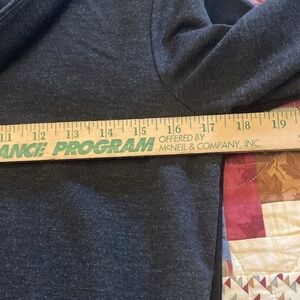 11 12 13 14 15 16 17 18 19
ANCE PROGRAM OFFERED BY
MCNEIL & COMPANY, INC.